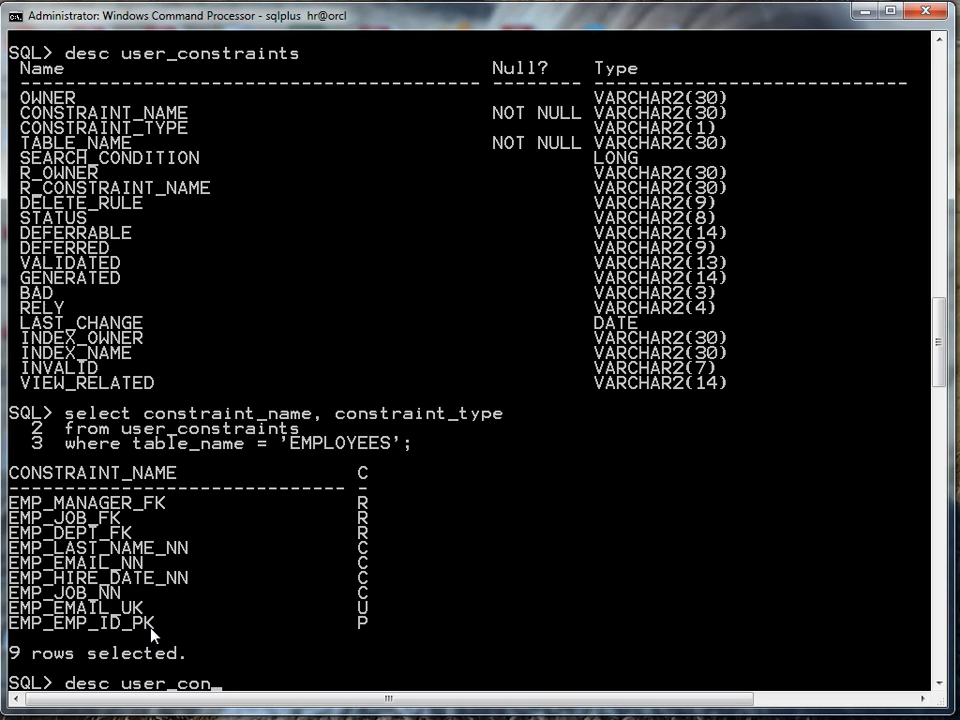 Administrator: Windows Command Processor - sqlplus  hr@orcl
SQL> desc user_constraints
Name Null? Type
----------------------------------------- -------- ----------------------------
OWNER VARCHAR2(30)
CONSTRAINT_NAME NOT NULL VARCHAR2(30)
CONSTRAINT_TYPE VARCHAR2(1)
TABLE_NAME NOT NULL VARCHAR2(30)
SEARCH_CONDITION LONG
R_OWNER VARCHAR2(30)
R_CONSTRAINT_NAME VARCHAR2(30)
DELETE_RULE VARCHAR2(9)
STATUS VARCHAR2(8)
DEFERRABLE VARCHAR2(14)
DEFERRED VARCHAR2(9)
VALIDATED VARCHAR2(13)
GENERATED VARCHAR2(14)
BAD VARCHAR2(3)
RELY VARCHAR2(4)
LAST_CHANGE DATE
INDEX_OWNER VARCHAR2(30)
INDEX_NAME VARCHAR2(30)
INVALID VARCHAR2(7)
VIEW_RELATED VARCHAR2(14)
SQL> select constraint_name, constraint_type
2 from user_constraints
3 where table_name = 'EMPLOYEES';
CONSTRAINT_NAME C
------------------------------ -
EMP_MANAGER_FK R
EMP_JOB_FK R
EMP_DEPT_FK R
EMP_LAST_NAME_NN C
EMP_EMAIL_NN C
EMP_HIRE_DATE_NN C
EMP_JOB_NN C
EMP_EMAIL_UK U
EMP_EMP_ID_PK P
9 rows selected.
SQL> desc user_con_